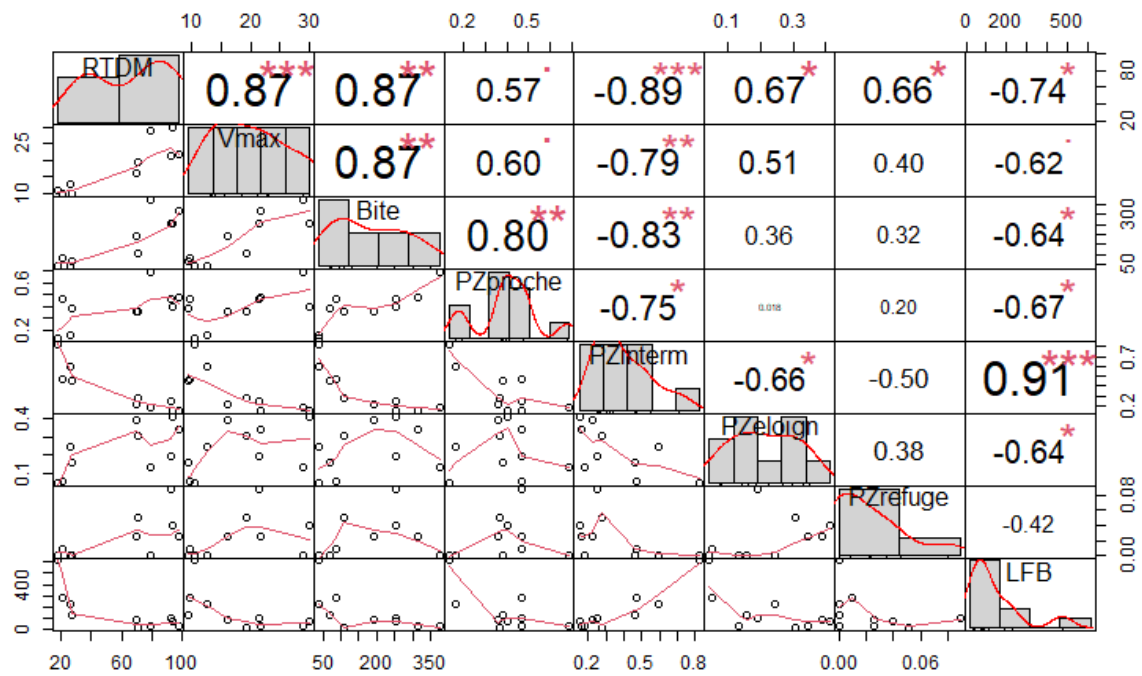 10 20 30 0.2 0.5 0.1 0.3 0 200 500
RTDM 0.87*** 0.87** 0.57. -0.89*** 0.67* 0.66* -0.74* 20 80
10 25 Vmax 0.87** 0.60. -0.79** 0.51 0.40 -0.62.
Bite 0.80** -0.83** 0.36 0.32 -0.64* 50 300
0.2 0.6 PZproche -0.75* 0.018 0.20 -0.67*
PZinterm -0.66* -0.50 0.91*** 0.2 0.7
0.1 0.4 PZeloign 0.38 -0.64*
PZrefuge -0.42 0.00 0.08
0 400 LFB
20 60 100 50 200 350 0.2 0.5 0.8 0.00 0.06